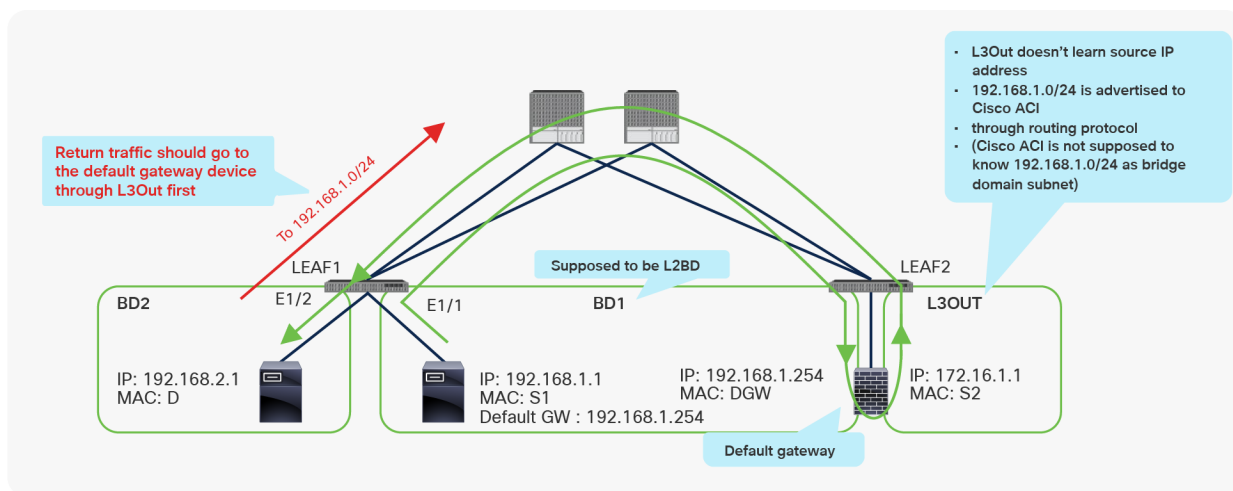 • L3Out doesn't learn source IP
address
• 192.168.1.0/24 is advertised to
Cisco ACI
• through routing protocol
• (Cisco ACI is not supposed to
know 192.168.1.0/24 as bridge
domain subnet)
Return traffic should go to
the default gateway device
through L3Out first
To 192.168.1.0/24
LEAF1
Supposed to be L2BD
LEAF2
BD2
E1/2
E1/1
BD1
L3OUT
IP: 192.168.2.1
MAC: D
IP: 192.168.1.1
MAC: S1
Default GW : 192.168.1.254
IP: 192.168.1.254
MAC: DGW
IP: 172.16.1.1
MAC: S2
Default gateway